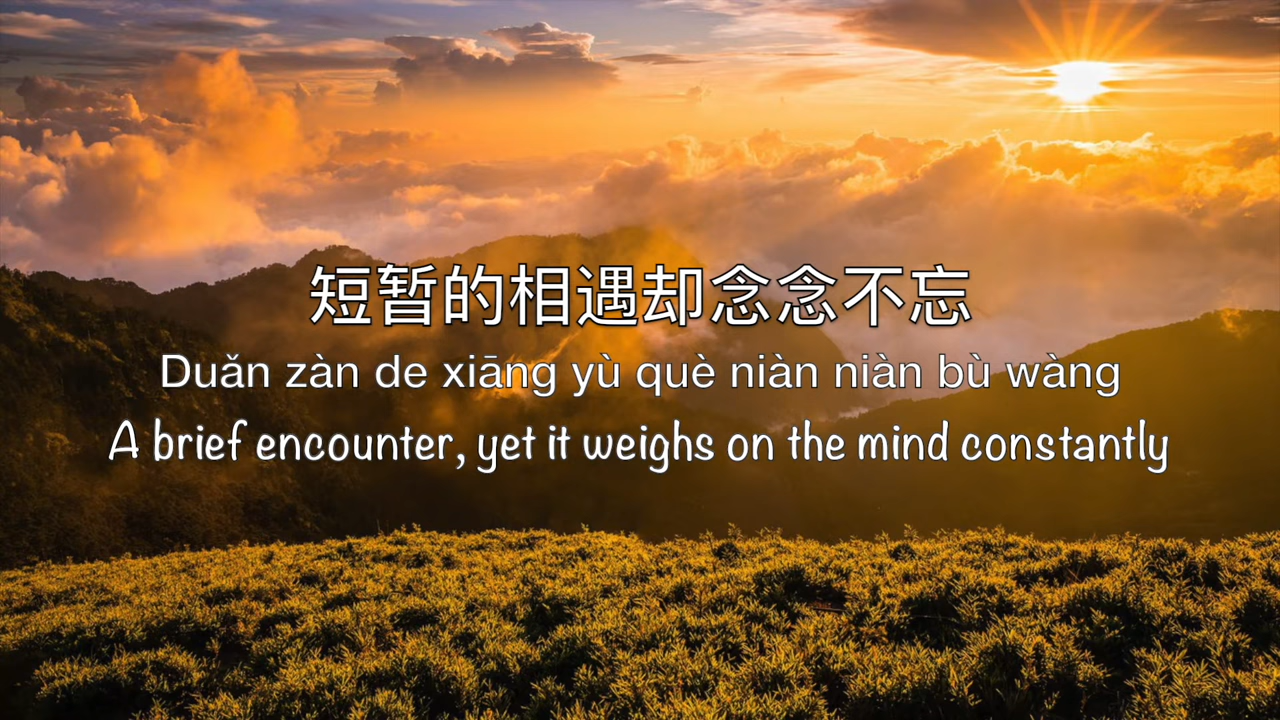 短暂的相遇却念念不忘
Duǎn zàn de xiāng yù què niàn niàn bù wàng
A brief encounter, yet it weighs on the mind constantly